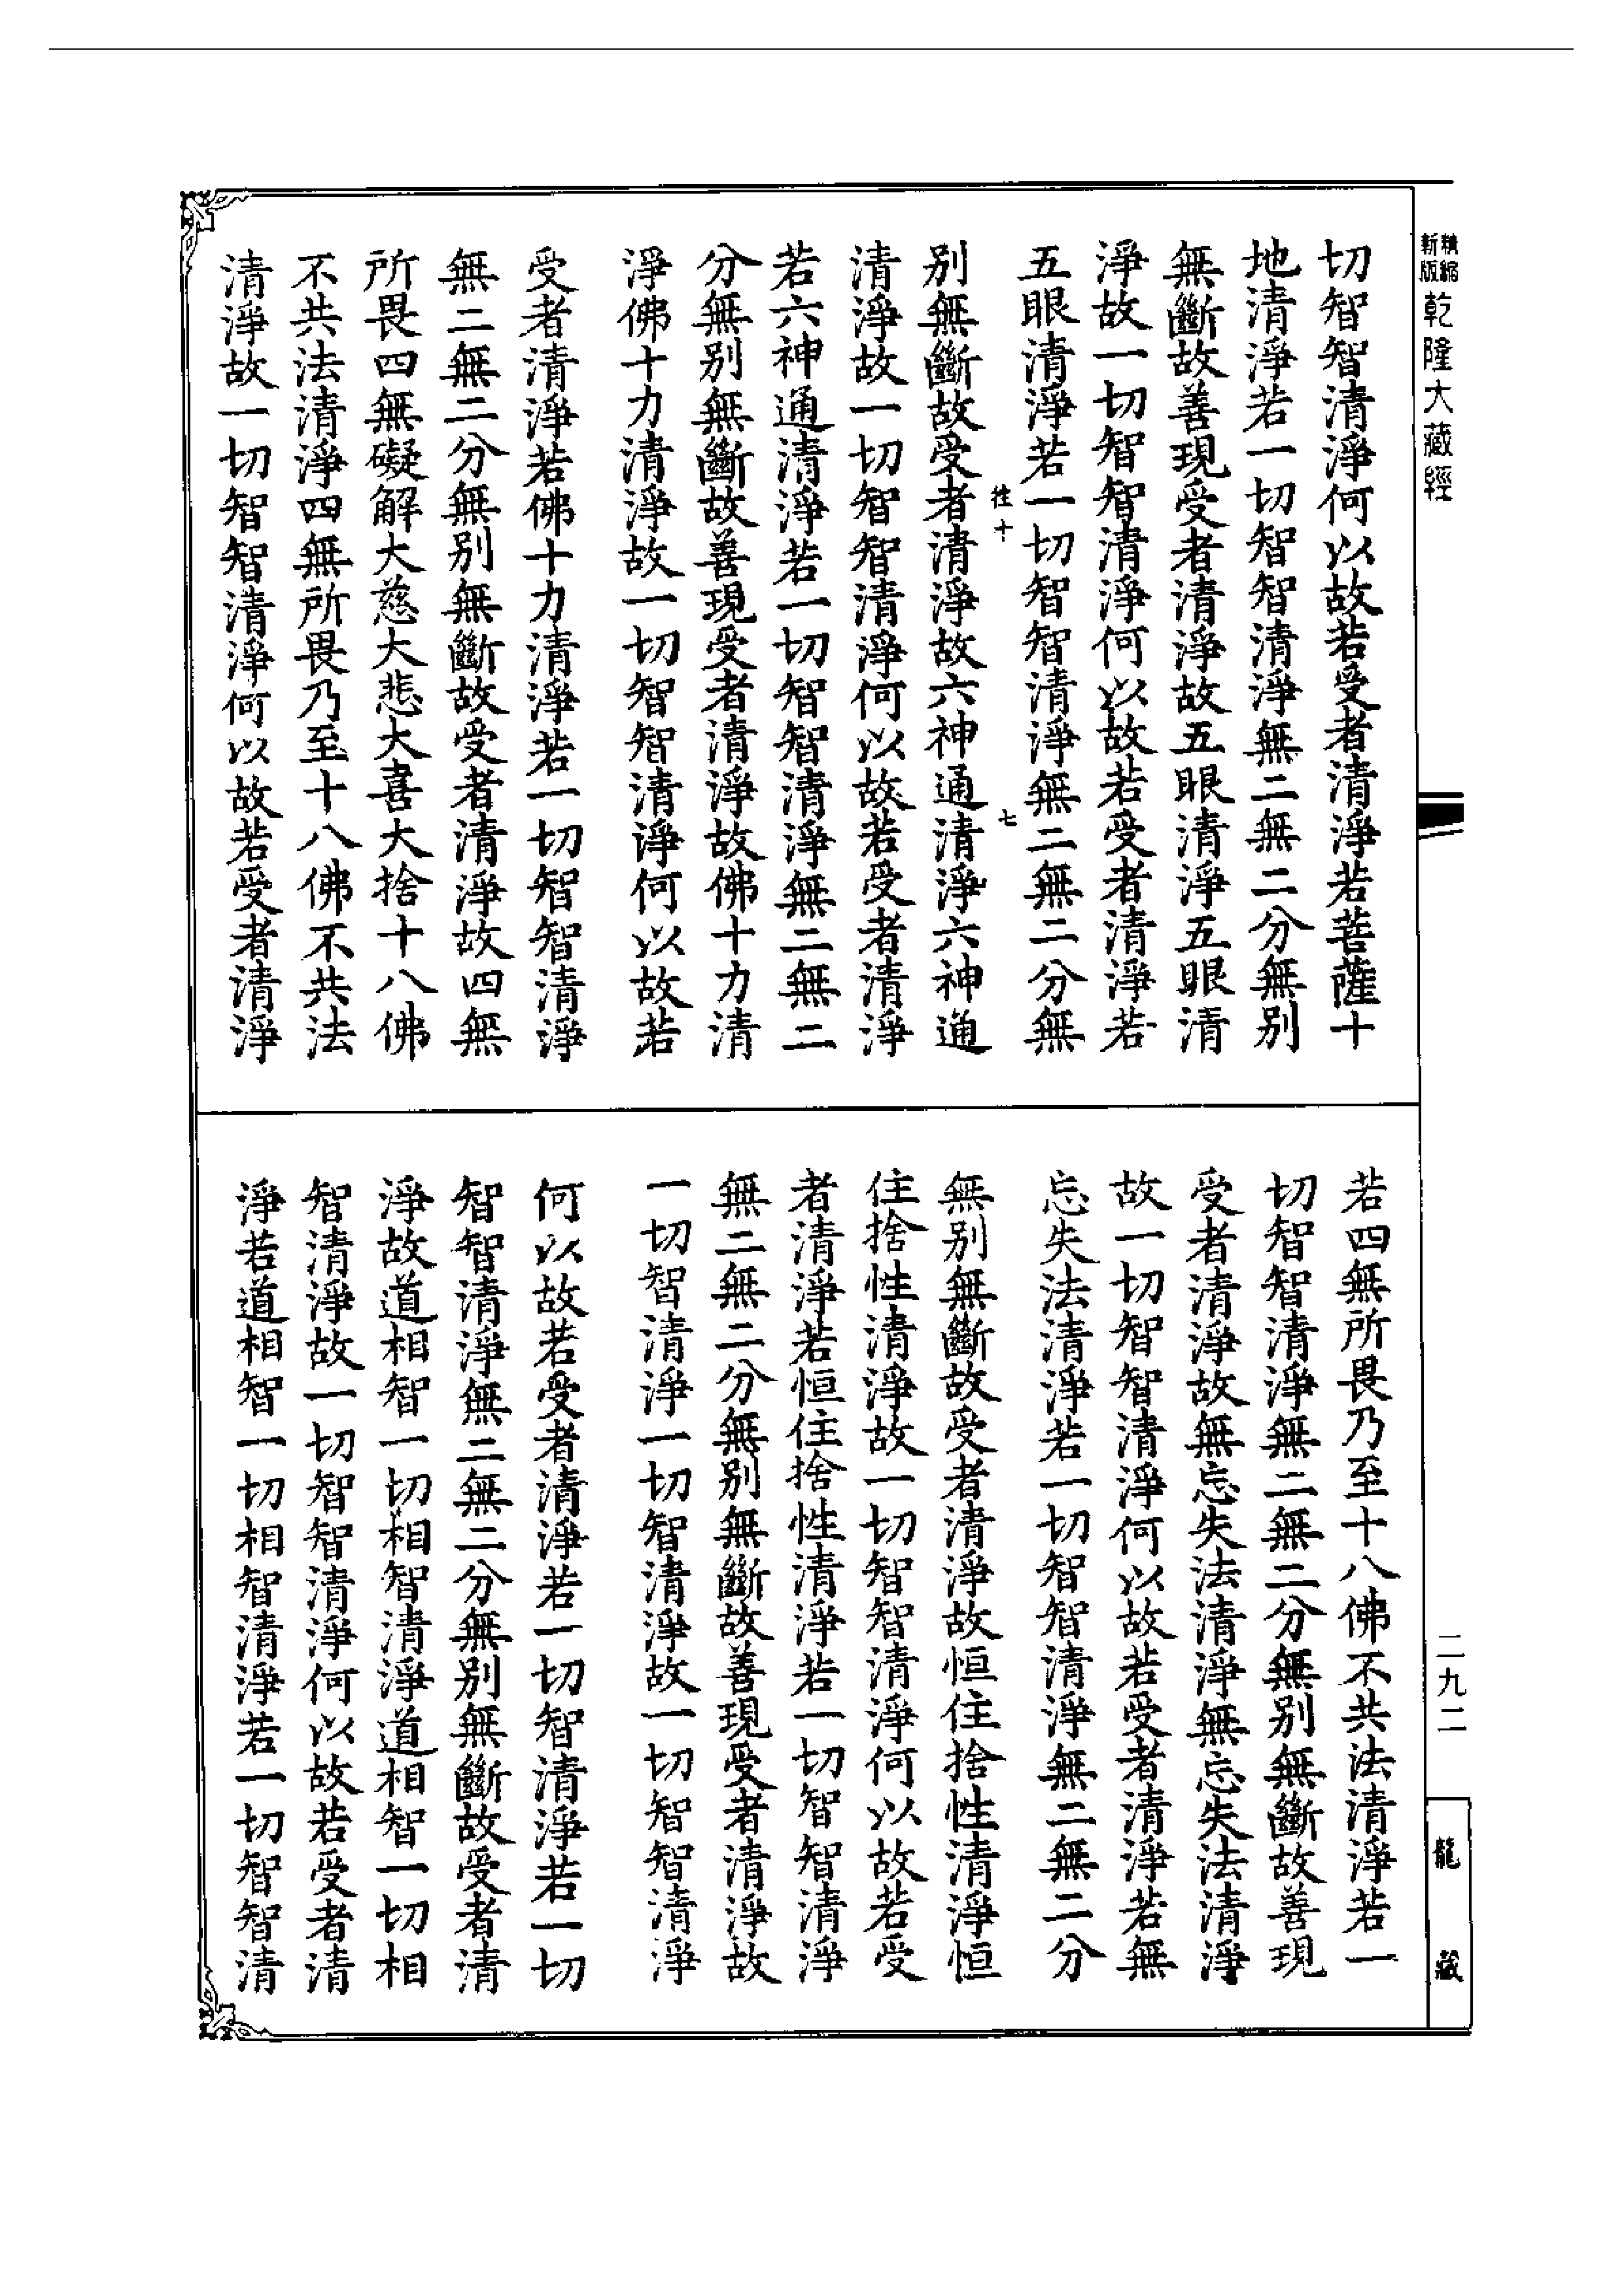 精縮新版乾隆大藏經
切智智清淨何以故若受者清淨若菩薩十
地清淨若一切智智清淨無二無二分無別
無斷故善現受者清淨故五眼清淨五眼清
淨故一切智智清淨何以故若受者清淨若
五眼清淨若一切智智清淨無二無二分無
七
別無斷故受者清淨故六神通清淨六神通
清淨故一切智智清淨何以故若受者清淨
若六神通清淨若一切智智清淨無二無二
分無別無斷故善現受者清淨故佛十力清
淨佛十力清淨故一切智智清淨何以故若
受者清淨若佛十力清淨若一切智智清淨
無二無二分無別無斷故受者清淨故四無
所畏四無礙解大慈大悲大喜大捨十八佛
不共法清淨四無所畏乃至十八佛不共法
清淨故一切智智清淨何以故若受者清淨
若四無所畏乃至十八佛不共法清淨若一
切智智清淨無二無二分無別無斷故善現
受者清淨故無忘失法清淨無忘失法清淨
故一切智智清淨何以故若受者清淨若無
忘失法清淨若一切智智清淨無二無二分
無別無斷故受者清淨故恒住捨性清淨恒
住捨性清淨故一切智智清淨何以故若受
者清淨若恒住捨性清淨若一切智智清淨
無二無二分無別無斷故善現受者清淨故
一切智清淨一切智清淨故一切智智清淨
何以故若受者清淨若一切智清淨若一切
智智清淨無二無二分無別無斷故受者清
淨故道相智一切相智清淨道相智一切相
智清淨故一切智智清淨何以故若受者清
淨若道相智一切相智清淨若一切智智清
二九二
龍藏